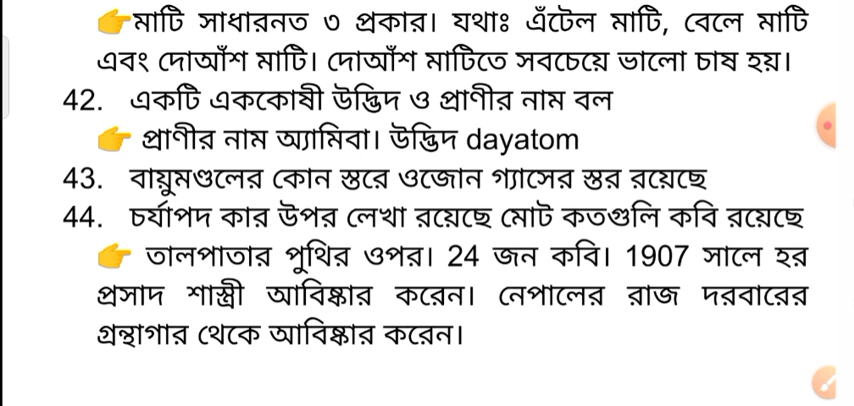 👉মাটি সাধারনত ৩ প্রকার। যথাঃ এঁটেল মাটি, বেলে মাটি
এবং দোআঁশ মাটি। দোআঁশ মাটিতে সবচেয়ে ভালো চাষ হয়।
42. একটি এককোষী উদ্ভিদ ও প্রাণীর নাম বল
👉 প্রাণীর নাম অ্যামিবা। উদ্ভিদ dayatom
43. বায়ুমণ্ডলের কোন স্তরে ওজোন গ্যাসের স্তর রয়েছে
44. চর্যাপদ কার উপর লেখা রয়েছে মোট কতগুলি কবি রয়েছে
👉 তালপাতার পুথির ওপর। 24 জন কবি। 1907 সালে হর
প্রসাদ শাস্ত্রী আবিষ্কার করেন। নেপালের রাজ দরবারের
গ্রন্থাগার থেকে আবিষ্কার করেন।